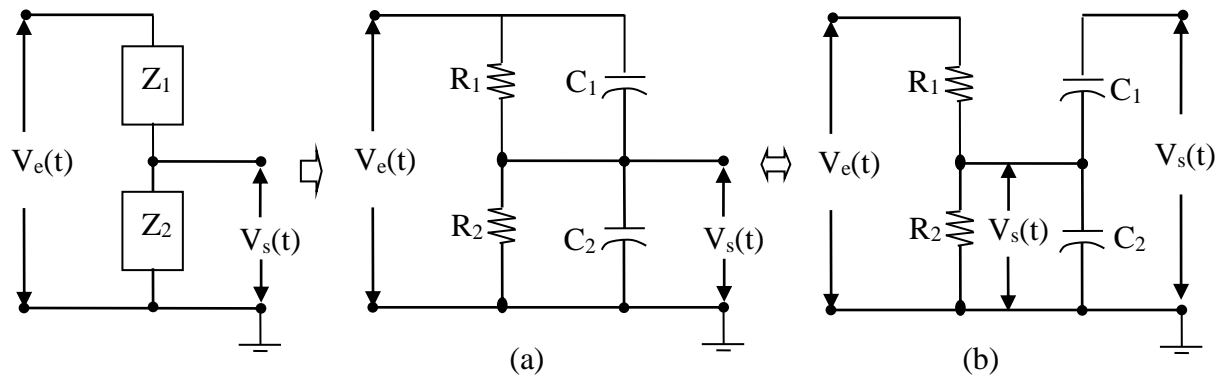 Z₁
Vₑ(t)
Z₂
Vₛ(t)
R₁
C₁
Vₑ(t)
R₂
C₂
Vₛ(t)
(a)
R₁
C₁
Vₑ(t)
Vₛ(t)
R₂
Vₛ(t)
C₂
(b)